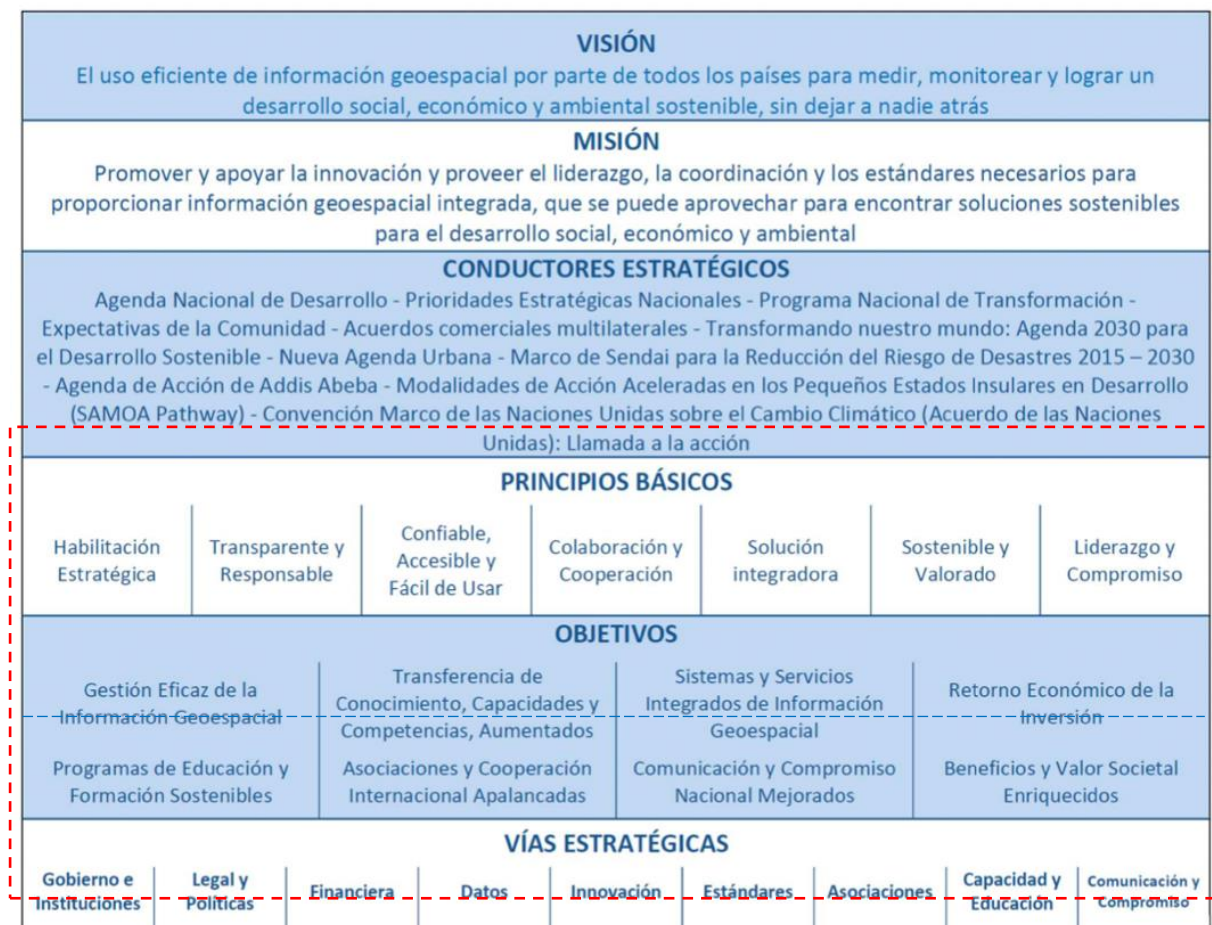 VISIÓN
El uso eficiente de información geoespacial por parte de todos los países para medir, monitorear y lograr un
desarrollo social, económico y ambiental sostenible, sin dejar a nadie atrás
MISIÓN
Promover y apoyar la innovación y proveer el liderazgo, la coordinación y los estándares necesarios para
proporcionar información geoespacial integrada, que se puede aprovechar para encontrar soluciones sostenibles
para el desarrollo social, económico y ambiental
CONDUCTORES ESTRATÉGICOS
Agenda Nacional de Desarrollo - Prioridades Estratégicas Nacionales - Programa Nacional de Transformación -
Expectativas de la Comunidad - Acuerdos comerciales multilaterales - Transformando nuestro mundo: Agenda 2030 para
el Desarrollo Sostenible - Nueva Agenda Urbana - Marco de Sendai para la Reducción del Riesgo de Desastres 2015 – 2030
- Agenda de Acción de Addis Abeba - Modalidades de Acción Aceleradas en los Pequeños Estados Insulares en Desarrollo
(SAMOA Pathway) - Convención Marco de las Naciones Unidas sobre el Cambio Climático (Acuerdo de las Naciones
Unidas): Llamada a la acción
PRINCIPIOS BÁSICOS
Habilitación
Estratégica
Transparente y
Responsable
Confiable,
Accesible y
Fácil de Usar
Colaboración y
Cooperación
Solución
integradora
Sostenible y
Valorado
Liderazgo y
Compromiso
OBJETIVOS
Gestión Eficaz de la
Información Geoespacial
Transferencia de
Conocimiento, Capacidades y
Competencias, Aumentados
Sistemas y Servicios
Integrados de Información
Geoespacial
Retorno Económico de la
Inversión
Programas de Educación y
Formación Sostenibles
Asociaciones y Cooperación
Internacional Apalancadas
Comunicación y Compromiso
Nacional Mejorados
Beneficios y Valor Societal
Enriquecidos
VÍAS ESTRATÉGICAS
Gobierno e
Instituciones
Legal y
Políticas
Financiera
Datos
Innovación
Estándares
Asociaciones
Capacidad y
Educación
Comunicación y
Compromiso